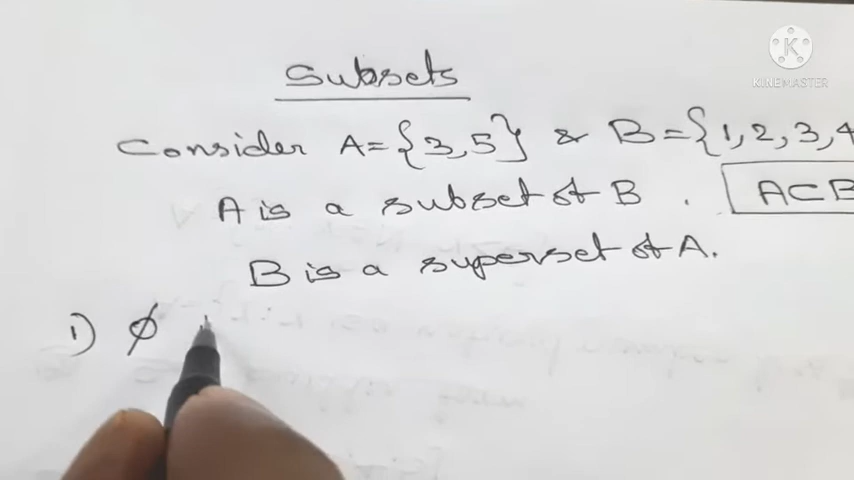 Subsets
Consider A={3,5} & B={1,2,3,4
A is a subset of B . A⊂B
B is a superset of A.
1) ϕ
K
KINEMASTER